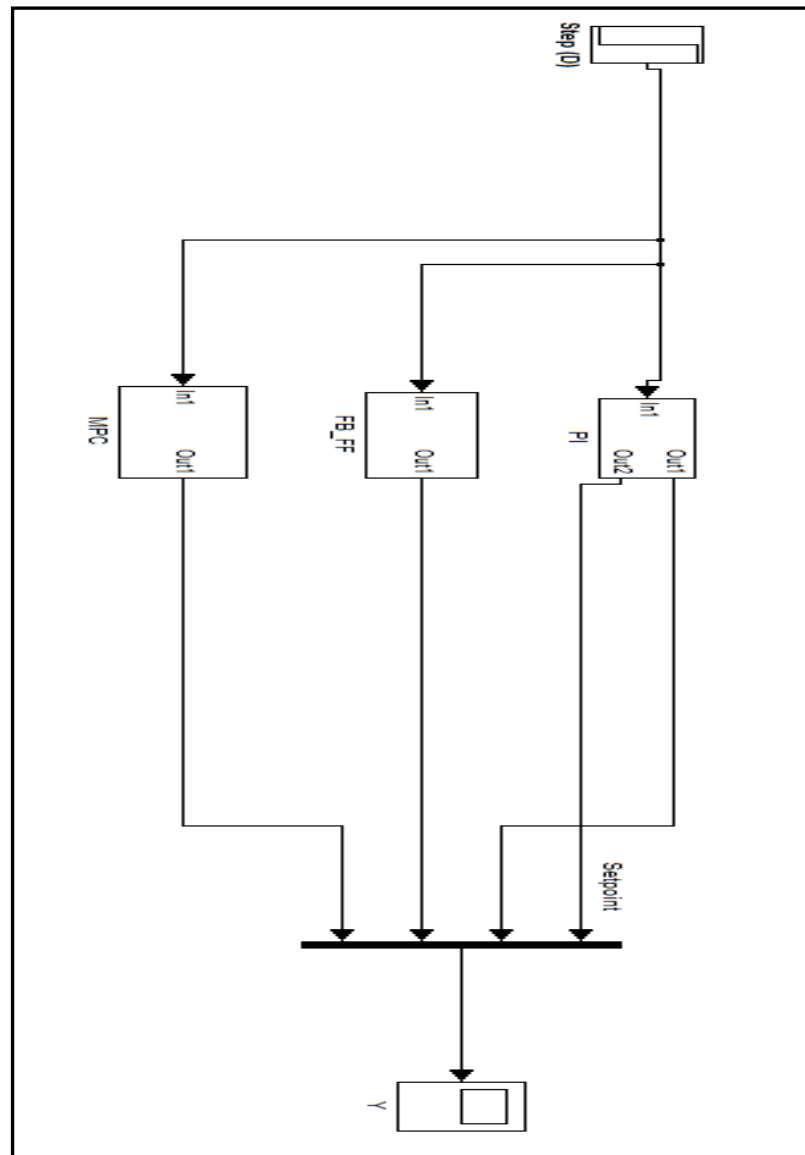 Step (D)
In1
Out1
Out2
PI
Setpoint
In1
Out1
FB_FF
In1
Out1
MPC
Y